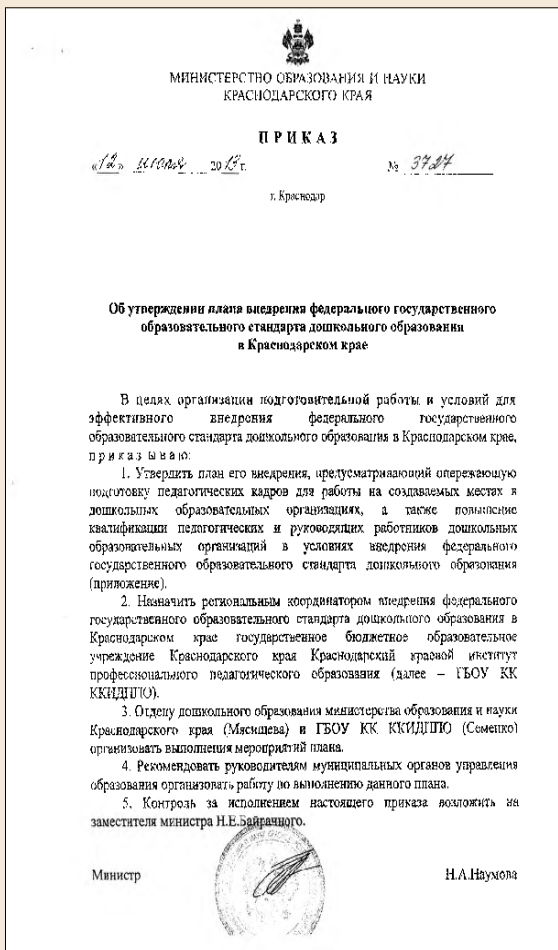 МИНИСТЕРСТВО ОБРАЗОВАНИЯ И НАУКИ
КРАСНОДАРСКОГО КРАЯ
ПРИКАЗ
«12» июля 2013 г. № 3727
г. Краснодар
Об утверждении плана внедрения федерального государственного
образовательного стандарта дошкольного образования
в Краснодарском крае
В целях организации подготовительной работы и условий для
эффективного внедрения федерального государственного
образовательного стандарта дошкольного образования в Краснодарском крае,
п р и к а з ы в а ю:
1. Утвердить план его внедрения, предусматривающий опережающую
подготовку педагогических кадров для работы на создаваемых местах в
дошкольных образовательных организациях, а также повышение
квалификации педагогических и руководящих работников дошкольных
образовательных организаций в условиях внедрения федерального
государственного образовательного стандарта дошкольного образования
(приложение).
2. Назначить региональным координатором внедрения федерального
государственного образовательного стандарта дошкольного образования в
Краснодарском крае государственное бюджетное образовательное
учреждение Краснодарского края Краснодарский краевой институт
профессионального педагогического образования (далее – ГБОУ КК
ККИДППО).
3. Отделу дошкольного образования министерства образования и науки
Краснодарского края (Мясищева) и ГБОУ КК ККИДППО (Семенко)
организовать выполнения мероприятий плана.
4. Рекомендовать руководителям муниципальных органов управления
образования организовать работу по выполнению данного плана.
5. Контроль за исполнением настоящего приказа возложить на
заместителя министра Н.Е.Байрачного.
Министр Н.А.Наумова